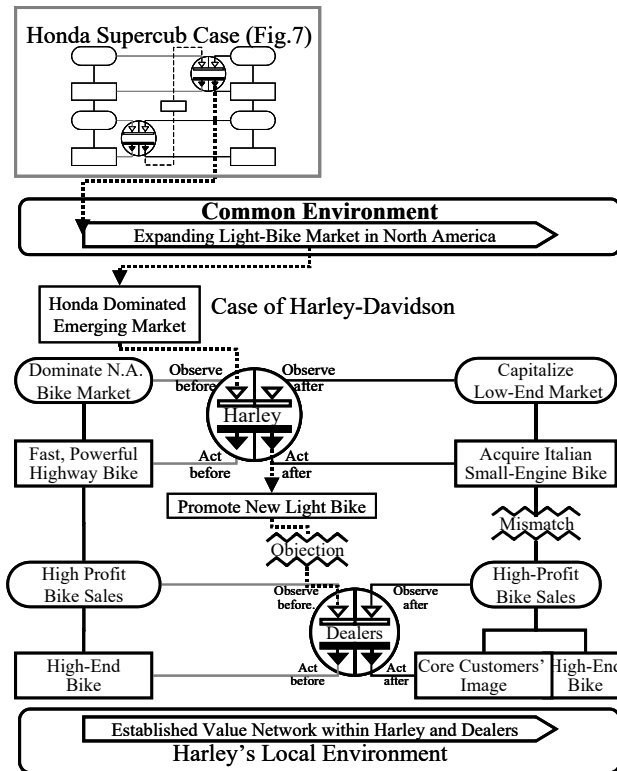 Honda Supercub Case (Fig.7)
Common Environment
Expanding Light-Bike Market in North America
Honda Dominated
Emerging Market
Case of Harley-Davidson
Dominate N.A.
Bike Market
Observe
before
Observe
after
Capitalize
Low-End Market
Harley
Fast, Powerful
Highway Bike
Act
before
Act
after
Acquire Italian
Small-Engine Bike
Promote New Light Bike
Mismatch
Objection
High Profit
Bike Sales
Observe
before.
Observe
after
High-Profit
Bike Sales
Dealers
High-End
Bike
Act
before
Act
after
Core Customers'
Image
High-End
Bike
Established Value Network within Harley and Dealers
Harley's Local Environment